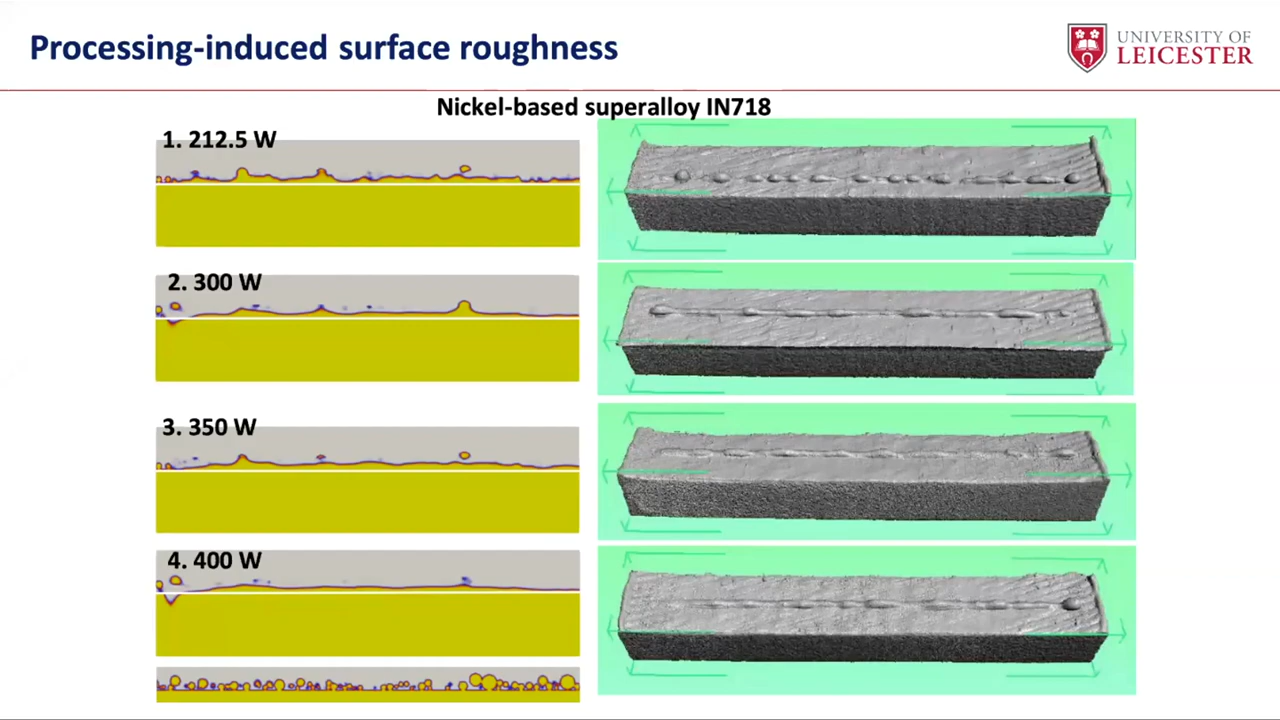 Processing-induced surface roughness
UNIVERSITY OF
LEICESTER
Nickel-based superalloy IN718
1. 212.5 W
2. 300 W
3. 350 W
4. 400 W